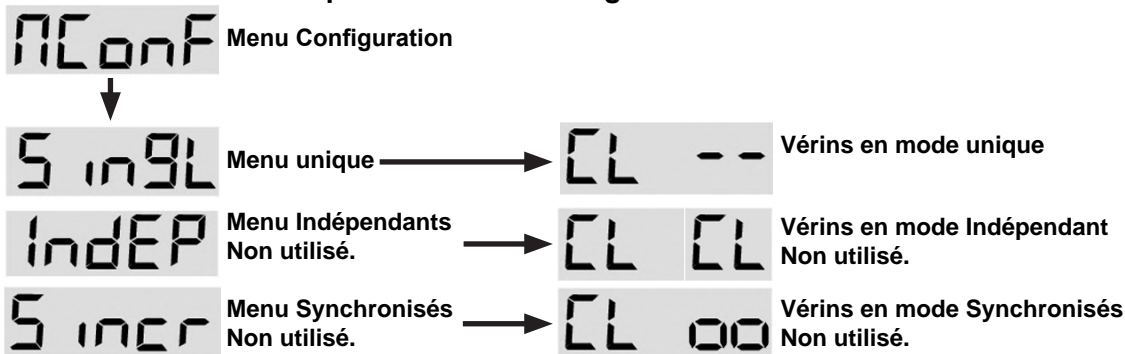 MConF Menu Configuration
SinGL Menu unique
CL -- Vérins en mode unique
IndEP Menu Indépendants
Non utilisé.
CL CL Vérins en mode Indépendant
Non utilisé.
Sincr Menu Synchronisés
Non utilisé.
CL oo Vérins en mode Synchronisés
Non utilisé.